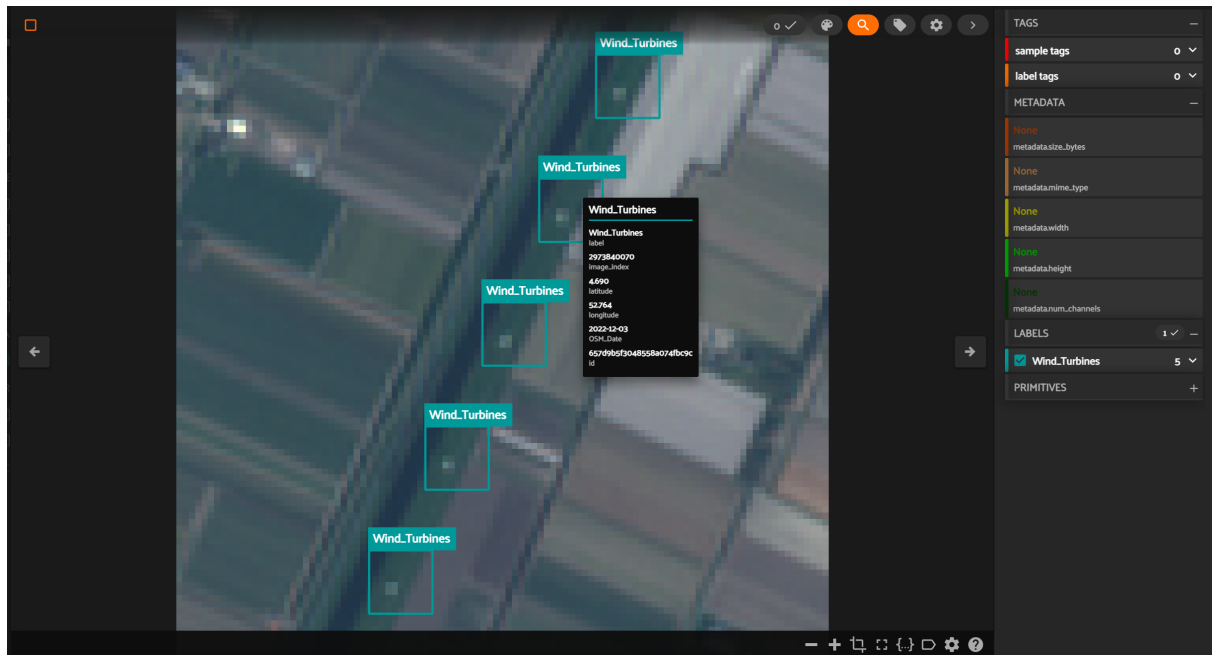 0
TAGS
sample tags 0
label tags 0
METADATA
None
metadata.size_bytes
None
metadata.mime_type
None
metadata.width
None
metadata.height
None
metadata.num_channels
LABELS 1
Wind_Turbines 5
PRIMITIVES
Wind_Turbines
Wind_Turbines
Wind_Turbines
Wind_Turbines
Wind_Turbines
Wind_Turbines
Wind_Turbines
label
2973840070
image_index
4.690
latitude
52.764
longitude
2022-12-03
OSM_Date
657d9b5f3048558a074fbc9c
id